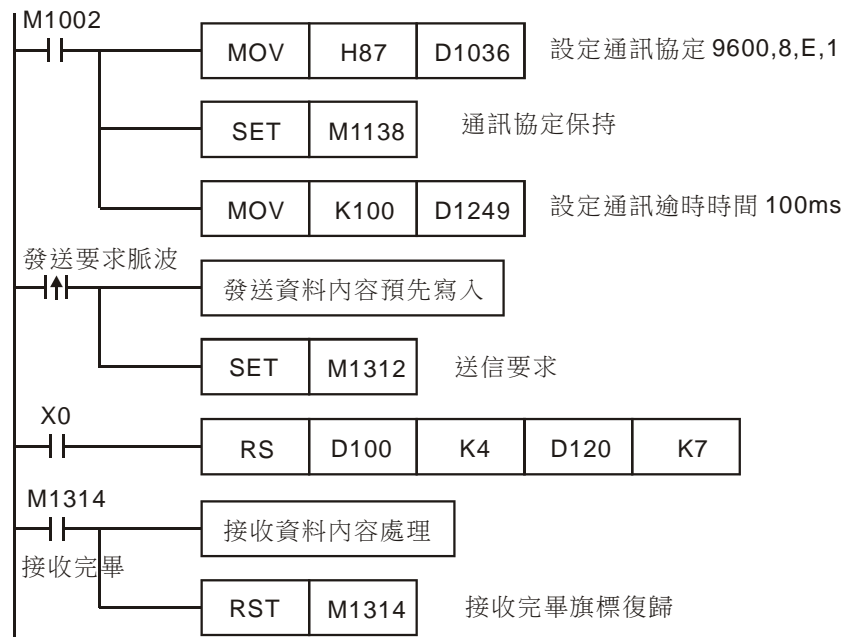 M1002
MOV H87 D1036 設定通訊協定 9600,8,E,1
SET M1138 通訊協定保持
MOV K100 D1249 設定通訊逾時時間 100ms
發送要求脈波
發送資料內容預先寫入
SET M1312 送信要求
X0
RS D100 K4 D120 K7
M1314
接收資料內容處理
接收完畢
RST M1314 接收完畢旗標復歸